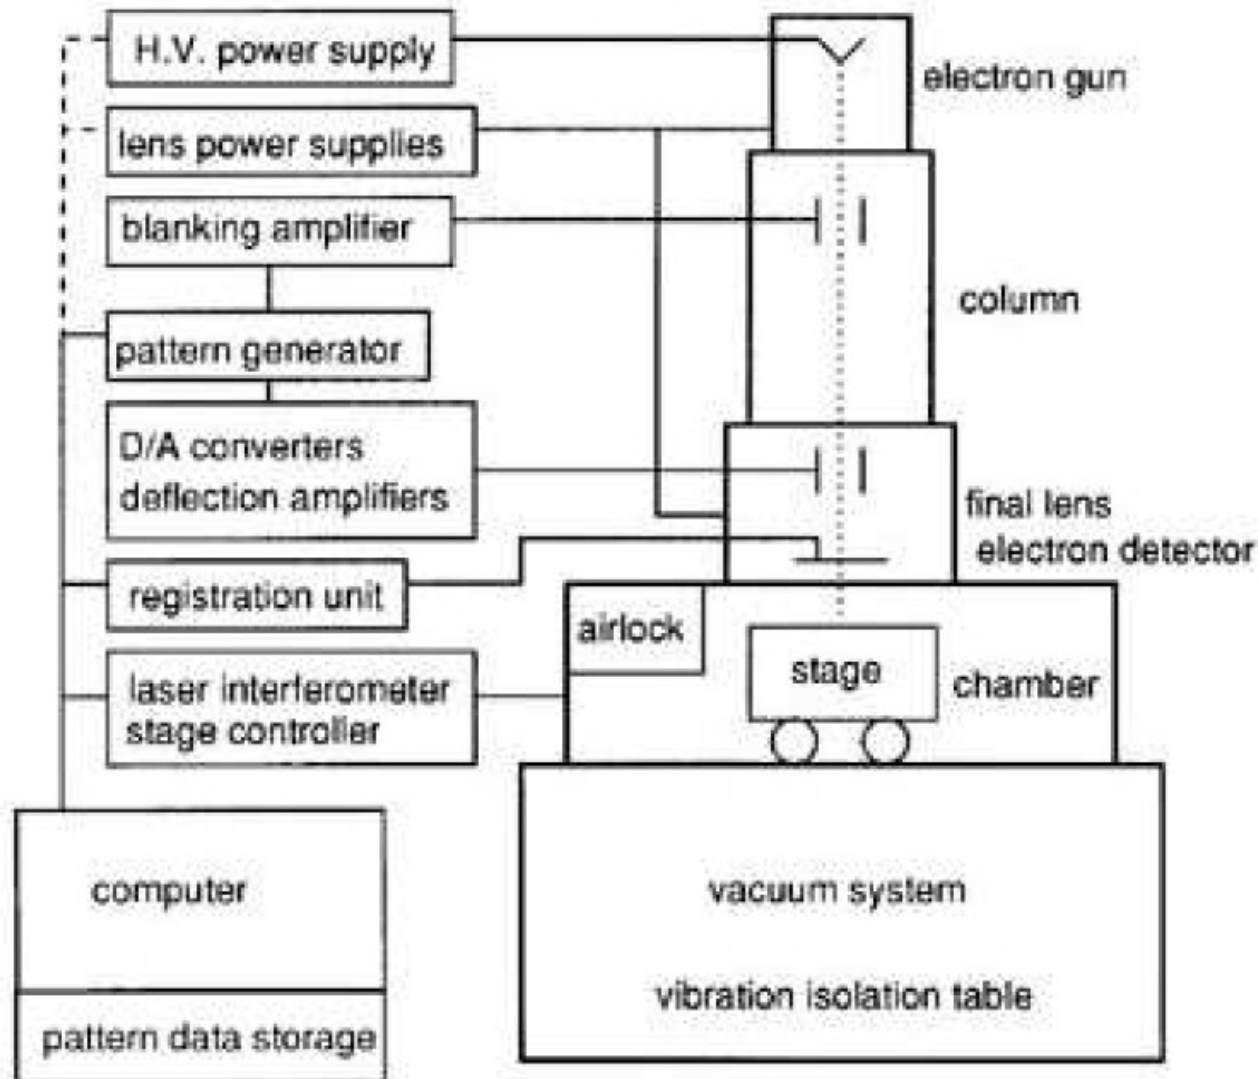 H.V. power supply
electron gun
lens power supplies
blanking amplifier
column
pattern generator
D/A converters
deflection amplifiers
final lens
electron detector
registration unit
airlock
stage
chamber
laser interferometer
stage controller
computer
vacuum system
vibration isolation table
pattern data storage